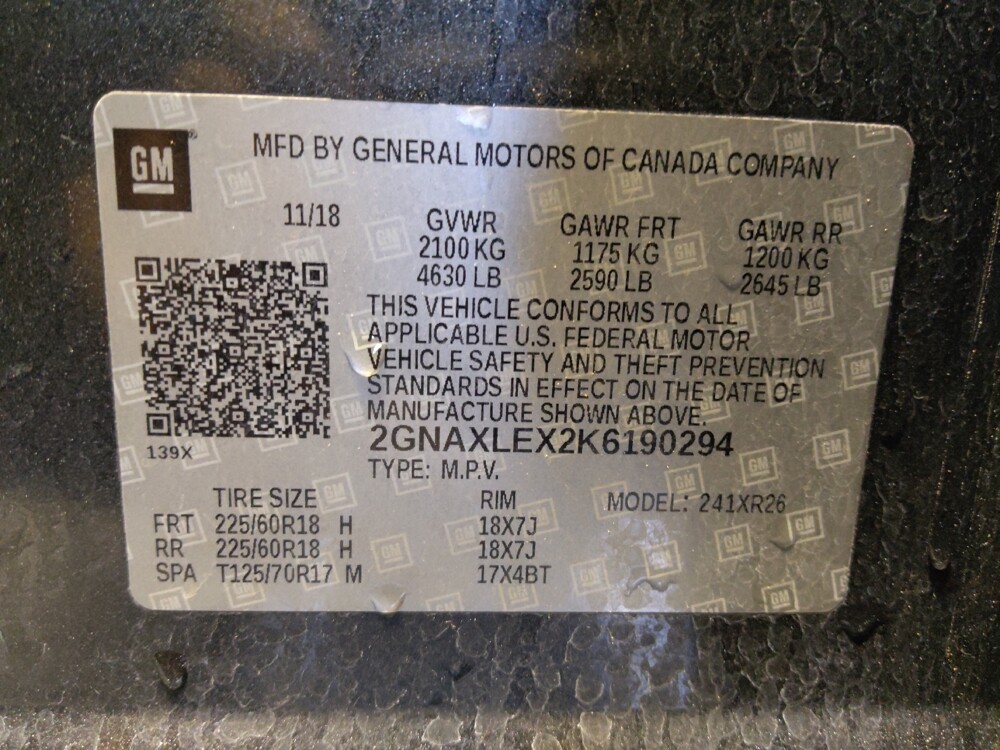 GM
MFD BY GENERAL MOTORS OF CANADA COMPANY
11/18 GVWR GAWR FRT GAWR RR
2100 KG 1175 KG 1200 KG
4630 LB 2590 LB 2645 LB
THIS VEHICLE CONFORMS TO ALL
APPLICABLE U.S. FEDERAL MOTOR
VEHICLE SAFETY AND THEFT PREVENTION
STANDARDS IN EFFECT ON THE DATE OF
MANUFACTURE SHOWN ABOVE.
2GNAXLEX2K6190294
139X
TYPE: M.P.V.
TIRE SIZE RIM MODEL: 241XR26
FRT 225/60R18 H 18X7J
RR 225/60R18 H 18X7J
SPA T125/70R17 M 17X4BT